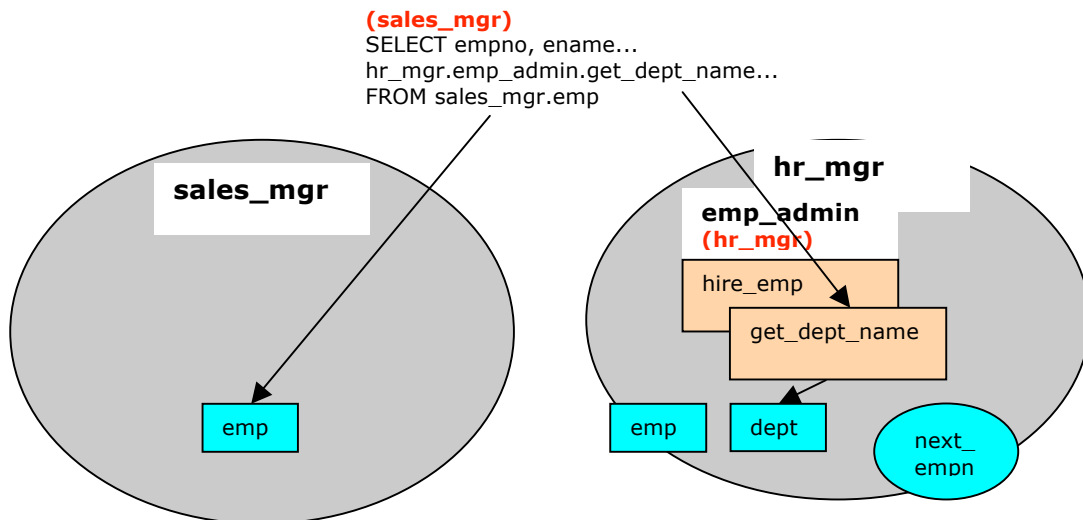 (sales_mgr)
SELECT empno, ename...
hr_mgr.emp_admin.get_dept_name...
FROM sales_mgr.emp
sales_mgr
hr_mgr
emp_admin
(hr_mgr)
hire_emp
get_dept_name
emp
emp
dept
next_
empn